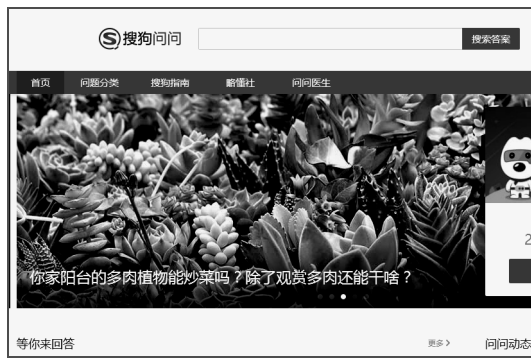 搜狗问问
搜索答案
首页 问题分类 搜狗指南 略懂社 问问医生
你家阳台的多肉植物能炒菜吗？除了观赏多肉还能干啥？
2
等你来回答 更多> 问问动态